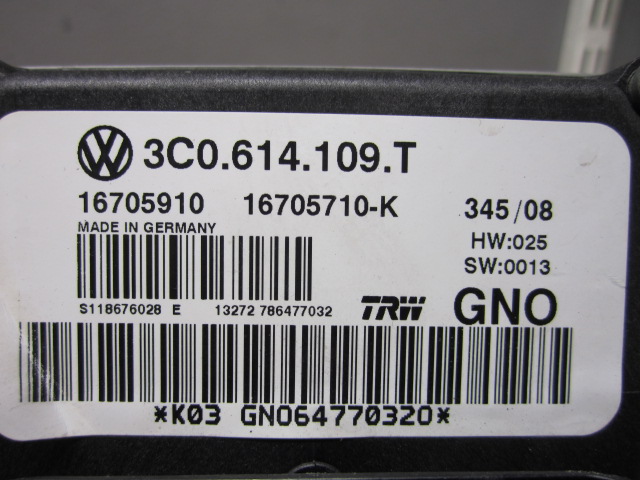 3C0.614.109.T
16705910 16705710-K 345/08
MADE IN GERMANY
HW:025
SW:0013
S118676028 E 13272 786477032
TRW GNO
*K03 GNO64770320*